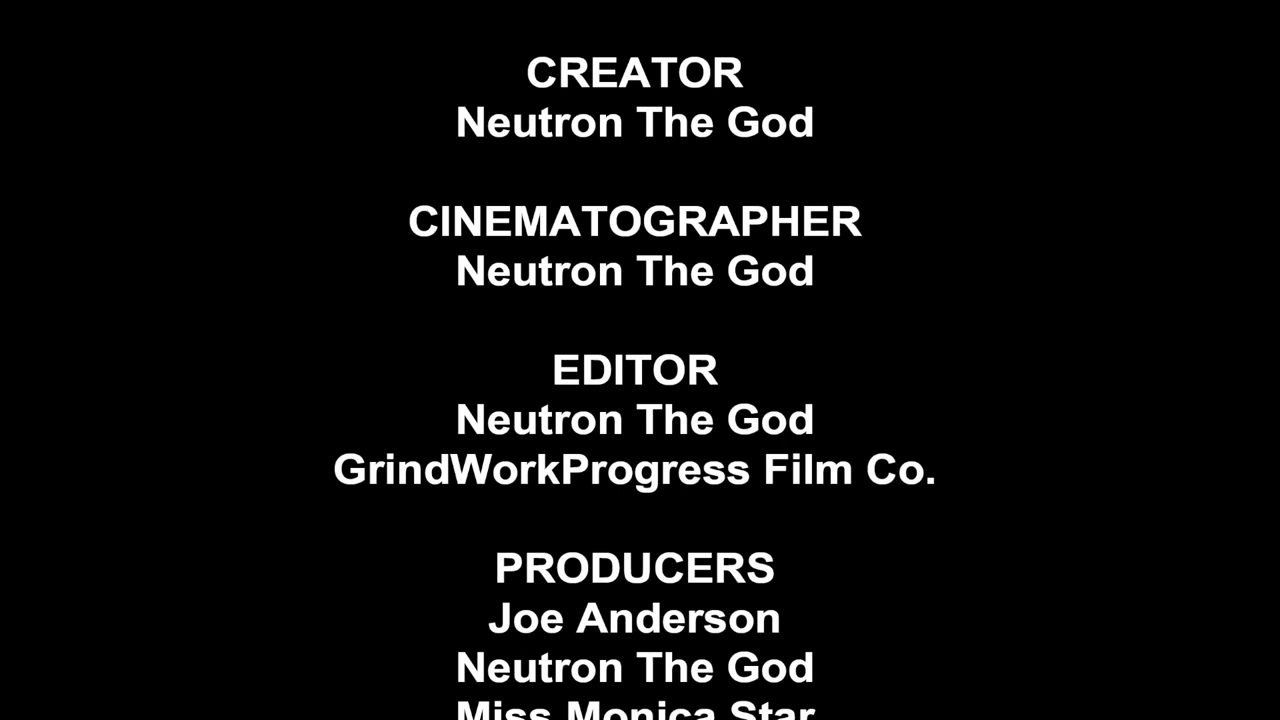 CREATOR
Neutron The God
CINEMATOGRAPHER
Neutron The God
EDITOR
Neutron The God
GrindWorkProgress Film Co.
PRODUCERS
Joe Anderson
Neutron The God
Miss Monica Star